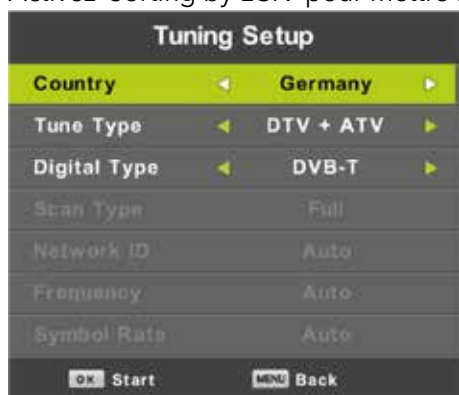 Tuning Setup
Country Germany
Tune Type DTV + ATV
Digital Type DVB-T
Scan Type Full
Network ID Auto
Frequency Auto
Symbol Rate Auto
OK Start MENU Back